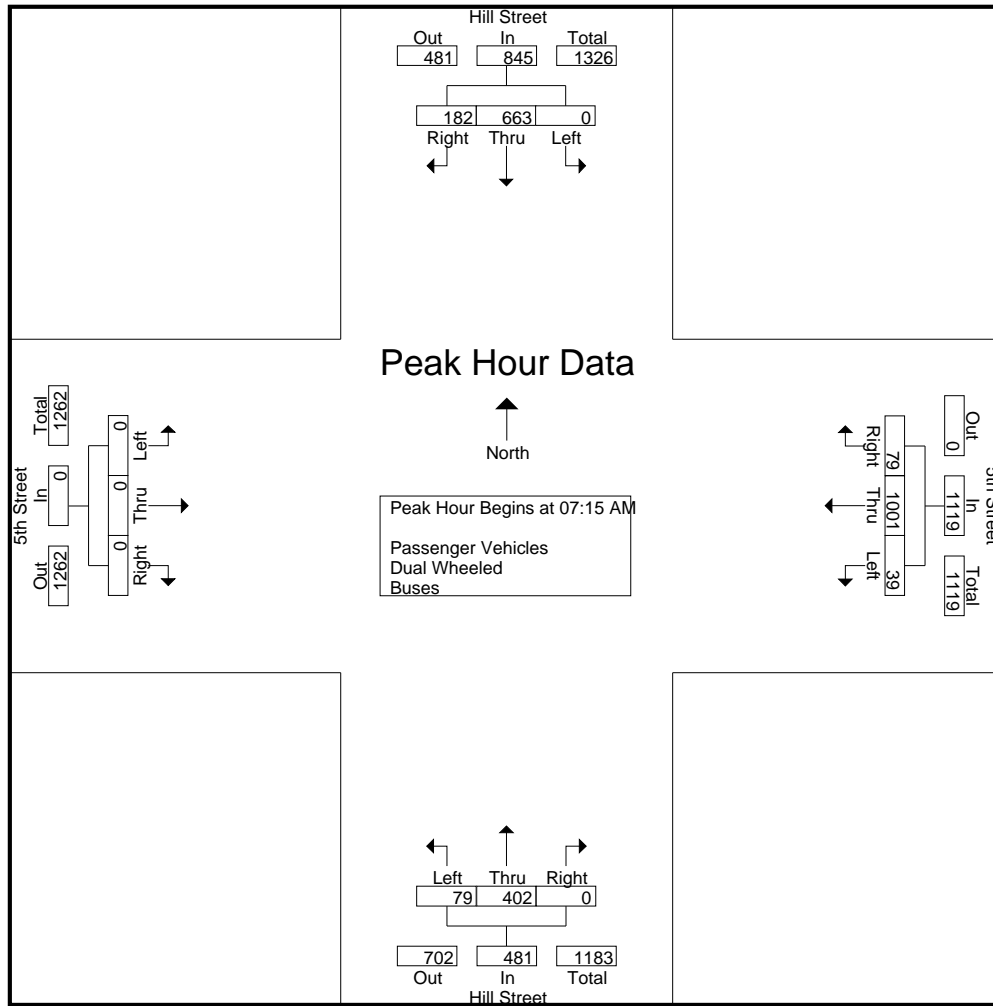 Hill Street
Out In Total
481 845 1326
182 663 0
Right Thru Left
Peak Hour Data
North
Peak Hour Begins at 07:15 AM
Passenger Vehicles
Dual Wheeled
Buses
5th Street
Total In Out
1262 0 1262
0 0 0
Left Thru Right
Right Thru Left
79 1001 39
Out In Total
0 1119 1119
5th Street
Left Thru Right
79 402 0
702 481 1183
Out In Total
Hill Street